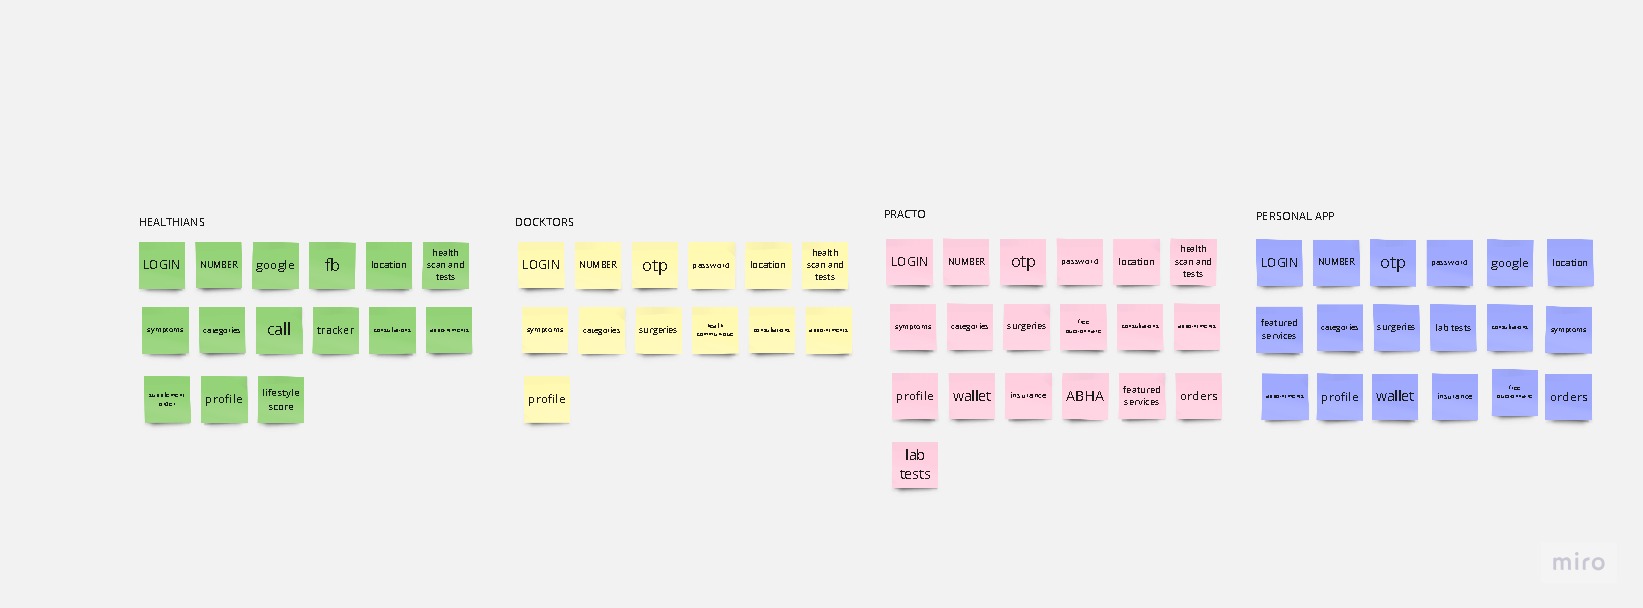 HEALTHIANS
LOGIN
NUMBER
google
fb
location
health
scan and
tests
symptoms
categories
call
tracker
consultations
appointments
supplement
order
profile
lifestyle
score
DOCKTORS
LOGIN
NUMBER
otp
password
location
health
scan and
tests
symptoms
categories
surgeries
health
consultations
appointments
profile
PRACTO
LOGIN
NUMBER
otp
password
location
health
scan and
tests
symptoms
categories
surgeries
free
consultations
appointments
profile
wallet
insurance
ABHA
featured
services
orders
lab
tests
PERSONAL APP
LOGIN
NUMBER
otp
password
google
location
featured
services
categories
surgeries
lab tests
consultations
symptoms
appointments
profile
wallet
insurance
free
orders
miro